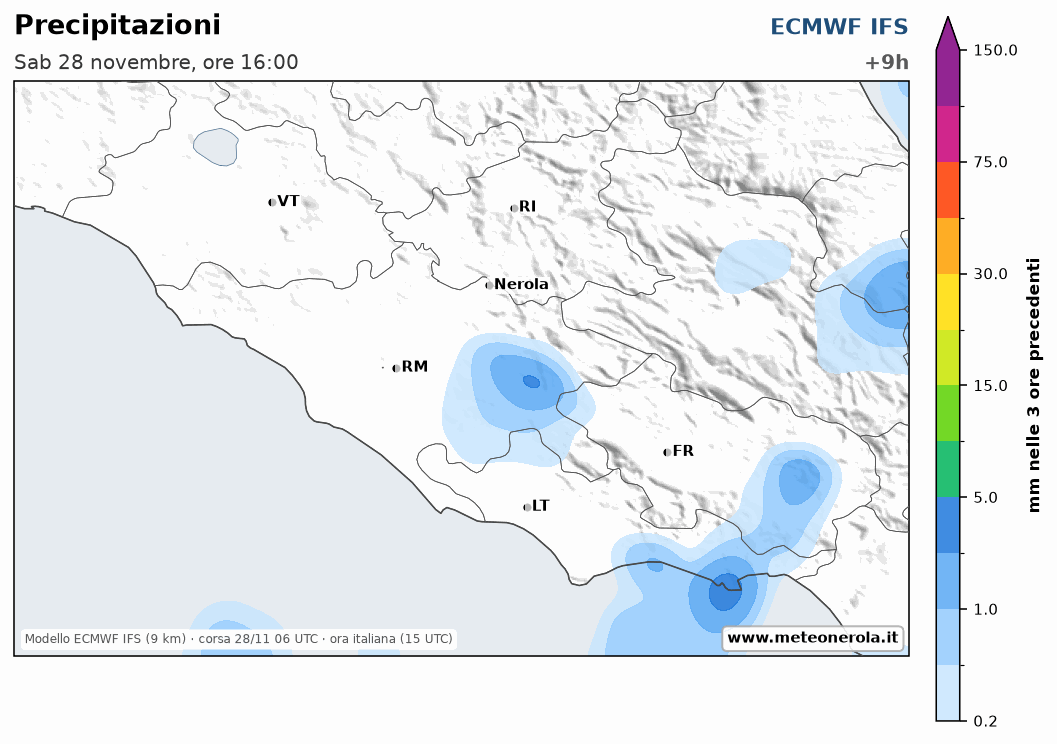 Precipitazioni
ECMWF IFS
Sab 28 novembre, ore 16:00
+9h
VT
RI
Nerola
RM
FR
LT
Modello ECMWF IFS (9 km) · corsa 28/11 06 UTC · ora italiana (15 UTC)
www.meteonerola.it
150.0
75.0
30.0
15.0
5.0
1.0
0.2
mm nelle 3 ore precedenti